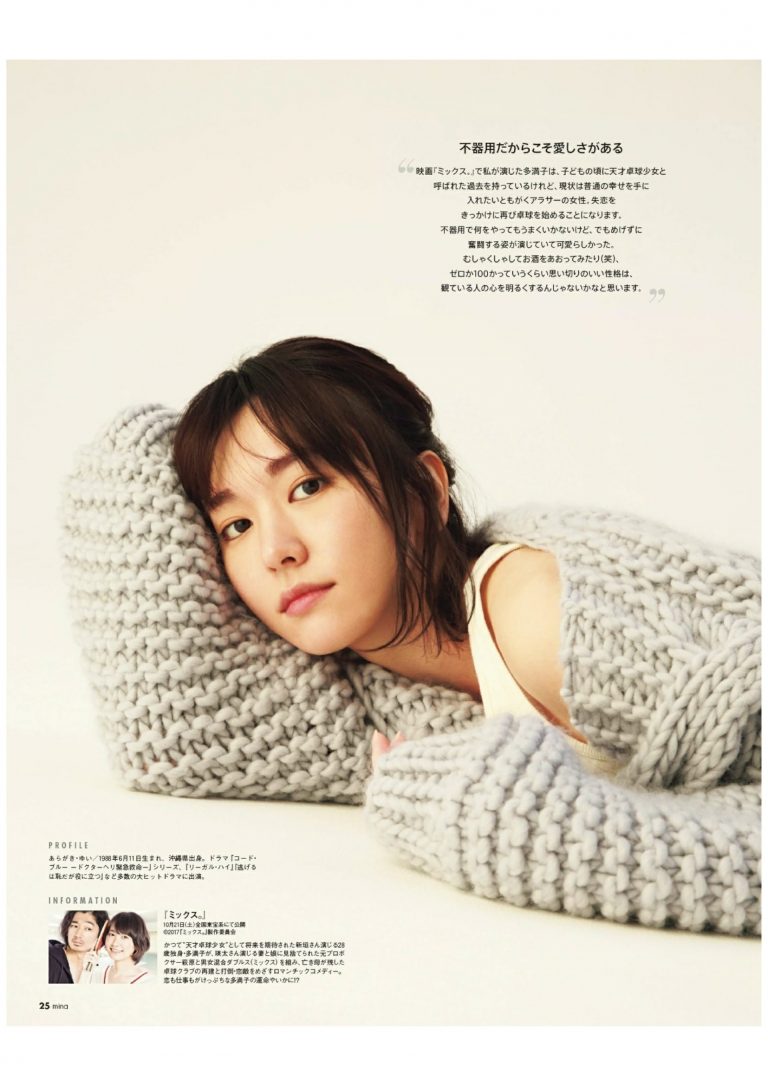 不器用だからこそ愛しさがある
“映画『ミックス。』で私が演じた多満子は、子どもの頃に天才卓球少女と
呼ばれた過去を持っているけれど、現状は普通の幸せを手に
入れたいともがくアラサーの女性。失恋を
きっかけに再び卓球を始めることになります。
不器用で何をやってもうまくいかないけど、でもめげずに
奮闘する姿が演じていて可愛らしかった。
むしゃくしゃしてお酒をあおってみたり(笑)、
ゼロか100かっていうくらい思い切りのいい性格は、
観ている人の心を明るくするんじゃないかなと思います。”
PROFILE
あらがき・ゆい/1988年6月11日生まれ、沖縄県出身。ドラマ『コード・
ブルー ードクターヘリ緊急救命ー』シリーズ、『リーガル・ハイ』『逃げる
は恥だが役に立つ』など多数の大ヒットドラマに出演。
INFORMATION
『ミックス。』
10月21日(土)全国東宝系にて公開
©2017『ミックス。』製作委員会
かつて“天才卓球少女”として将来を期待された新垣さん演じる28
歳独身・多満子が、瑛太さん演じる妻と娘に見捨てられた元プロボ
クサー萩原と男女混合ダブルス(ミックス)を組み、亡き母が残した
卓球クラブの再建と打倒・恋敵をめざすロマンチックコメディー。
恋も仕事もがけっぷちな多満子の運命やいかに!?
25 mina